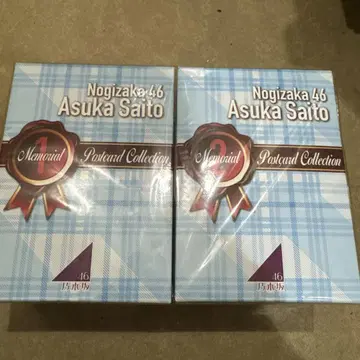 Nogizaka 46
Asuka Saito
1
Memorial Postcard Collection
46
乃木坂
Nogizaka 46
Asuka Saito
2
Memorial Postcard Collection
46
乃木坂